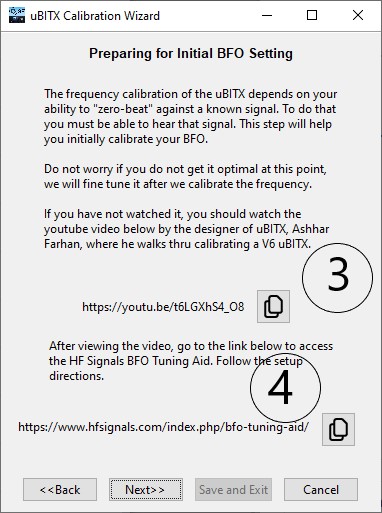 uBITX Calibration Wizard
Preparing for Initial BFO Setting
The frequency calibration of the uBITX depends on your
ability to "zero-beat" against a known signal. To do that
you must be able to hear that signal. This step will help
you initially calibrate your BFO.
Do not worry if you do not get it optimal at this point,
we will fine tune it after we calibrate the frequency.
If you have not watched it, you should watch the
youtube video below by the designer of uBITX, Ashhar
Farhan, where he walks thru calibrating a V6 uBITX.
3
https://youtu.be/t6LGXhS4_O8
After viewing the video, go to the link below to access
the HF Signals BFO Tuning Aid. Follow the setup
directions.
4
https://www.hfsignals.com/index.php/bfo-tuning-aid/
<<Back
Next>>
Save and Exit
Cancel